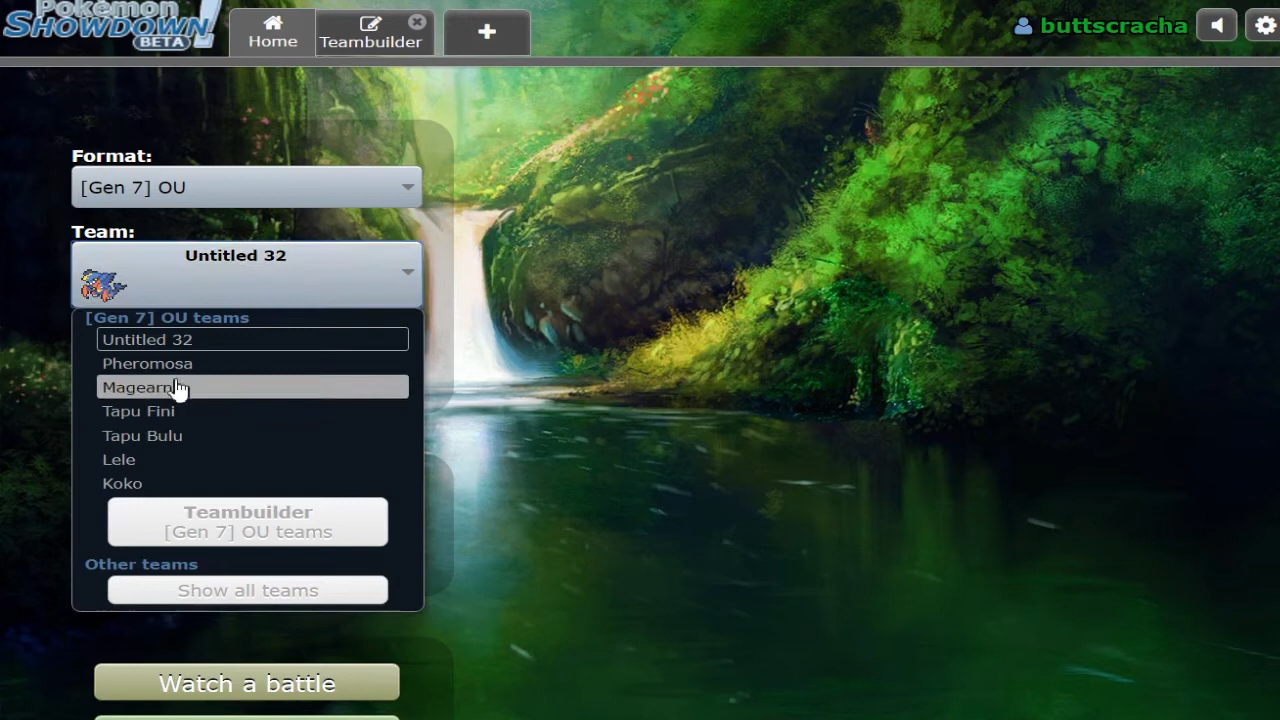 Pokémon
SHOWDOWN!
BETA
Home
Teambuilder
+
buttscracha
Format:
[Gen 7] OU
Team:
Untitled 32
[Gen 7] OU teams
Untitled 32
Pheromosa
Magearn
Tapu Fini
Tapu Bulu
Lele
Koko
Teambuilder
[Gen 7] OU teams
Other teams
Show all teams
Watch a battle